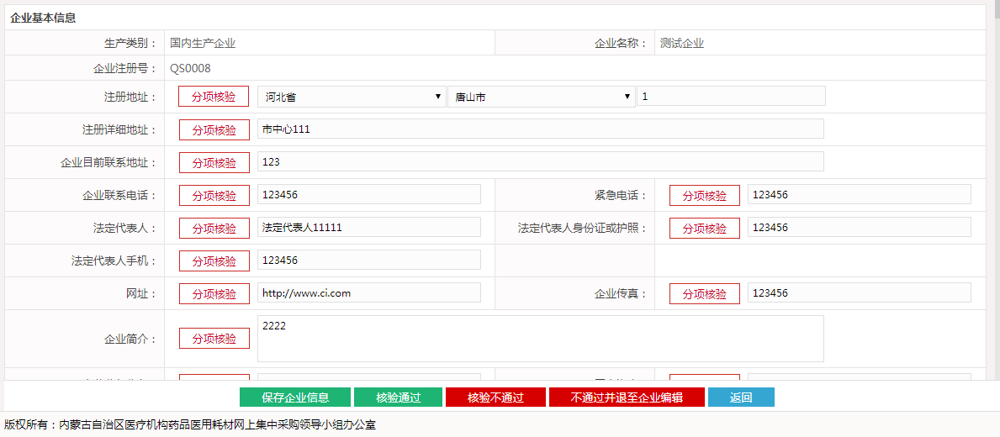 企业基本信息
生产类别： 国内生产企业 企业名称： 测试企业
企业注册号： QS0008
注册地址： 分项核验 河北省 唐山市 1
注册详细地址： 分项核验 市中心111
企业目前联系地址： 分项核验 123
企业联系电话： 分项核验 123456 紧急电话： 分项核验 123456
法定代表人： 分项核验 法定代表人11111 法定代表人身份证或护照： 分项核验 123456
法定代表人手机： 分项核验 123456
网址： 分项核验 http://www.ci.com 企业传真： 分项核验 123456
企业简介： 分项核验 2222
保存企业信息 核验通过 核验不通过 不通过并退至企业编辑 返回
版权所有：内蒙古自治区医疗机构药品医用耗材网上集中采购领导小组办公室